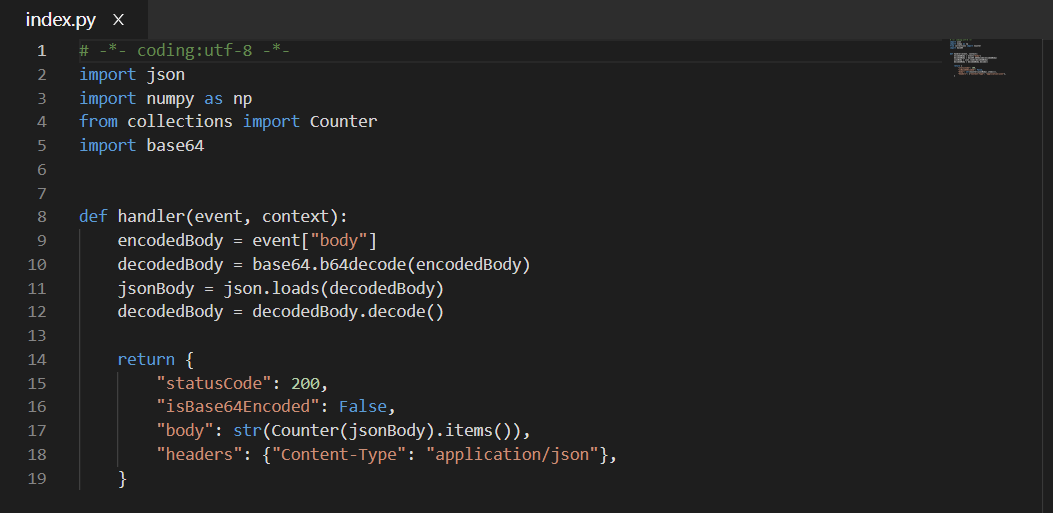 index.py X
1 # -*- coding:utf-8 -*-
2 import json
3 import numpy as np
4 from collections import Counter
5 import base64
6
7
8 def handler(event, context):
9     encodedBody = event["body"]
10     decodedBody = base64.b64decode(encodedBody)
11     jsonBody = json.loads(decodedBody)
12     decodedBody = decodedBody.decode()
13
14     return {
15         "statusCode": 200,
16         "isBase64Encoded": False,
17         "body": str(Counter(jsonBody).items()),
18         "headers": {"Content-Type": "application/json"},
19     }